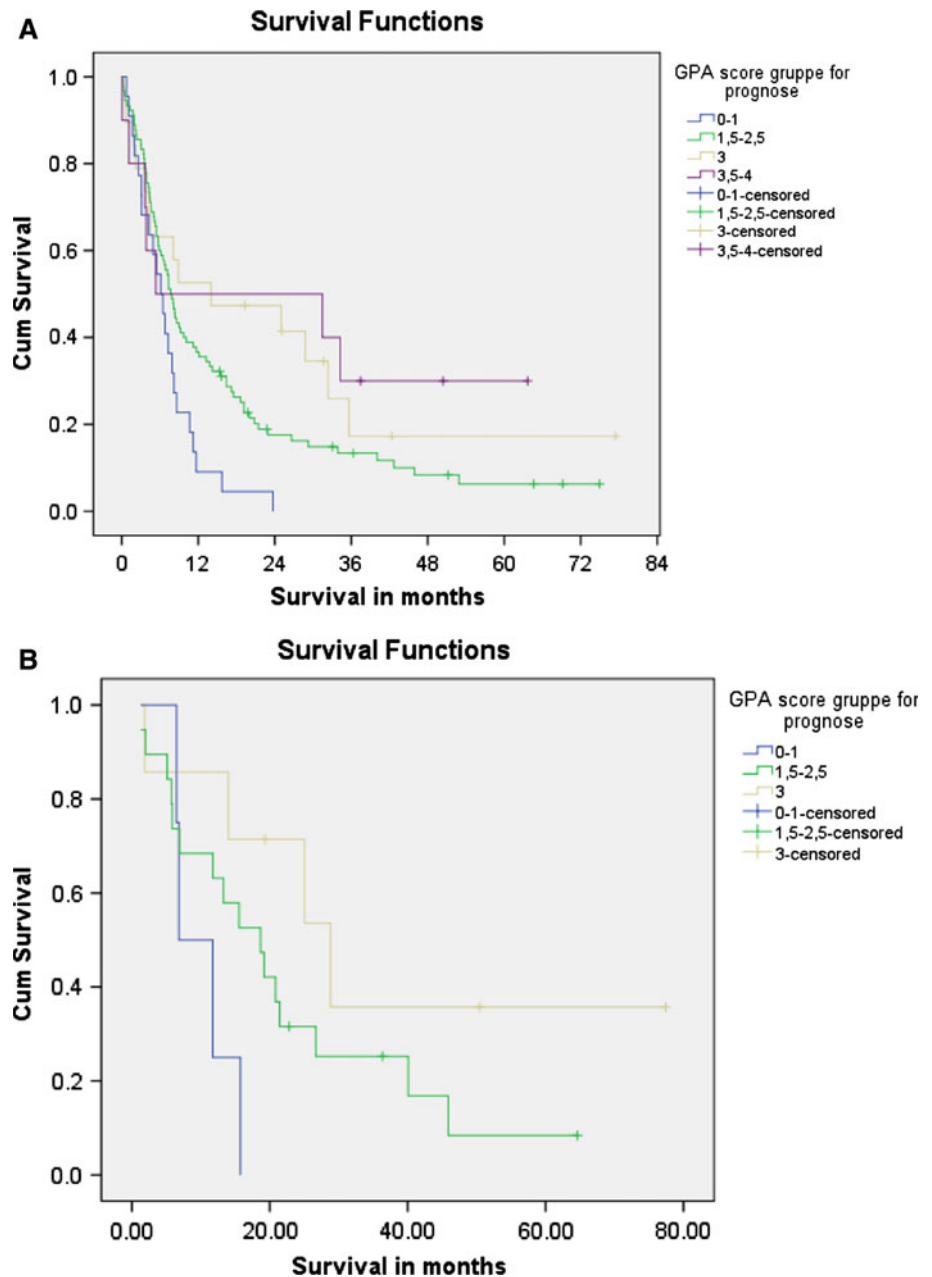 A
Survival Functions
Cum Survival
1.0
0.8
0.6
0.4
0.2
0.0
0 12 24 36 48 60 72 84
Survival in months
GPA score gruppe for
prognose
0-1
1,5-2,5
3
3,5-4
0-1-censored
1,5-2,5-censored
3-censored
3,5-4-censored
B
Survival Functions
Cum Survival
1.0
0.8
0.6
0.4
0.2
0.0
0.00 20.00 40.00 60.00 80.00
Survival in months
GPA score gruppe for
prognose
0-1
1,5-2,5
3
0-1-censored
1,5-2,5-censored
3-censored